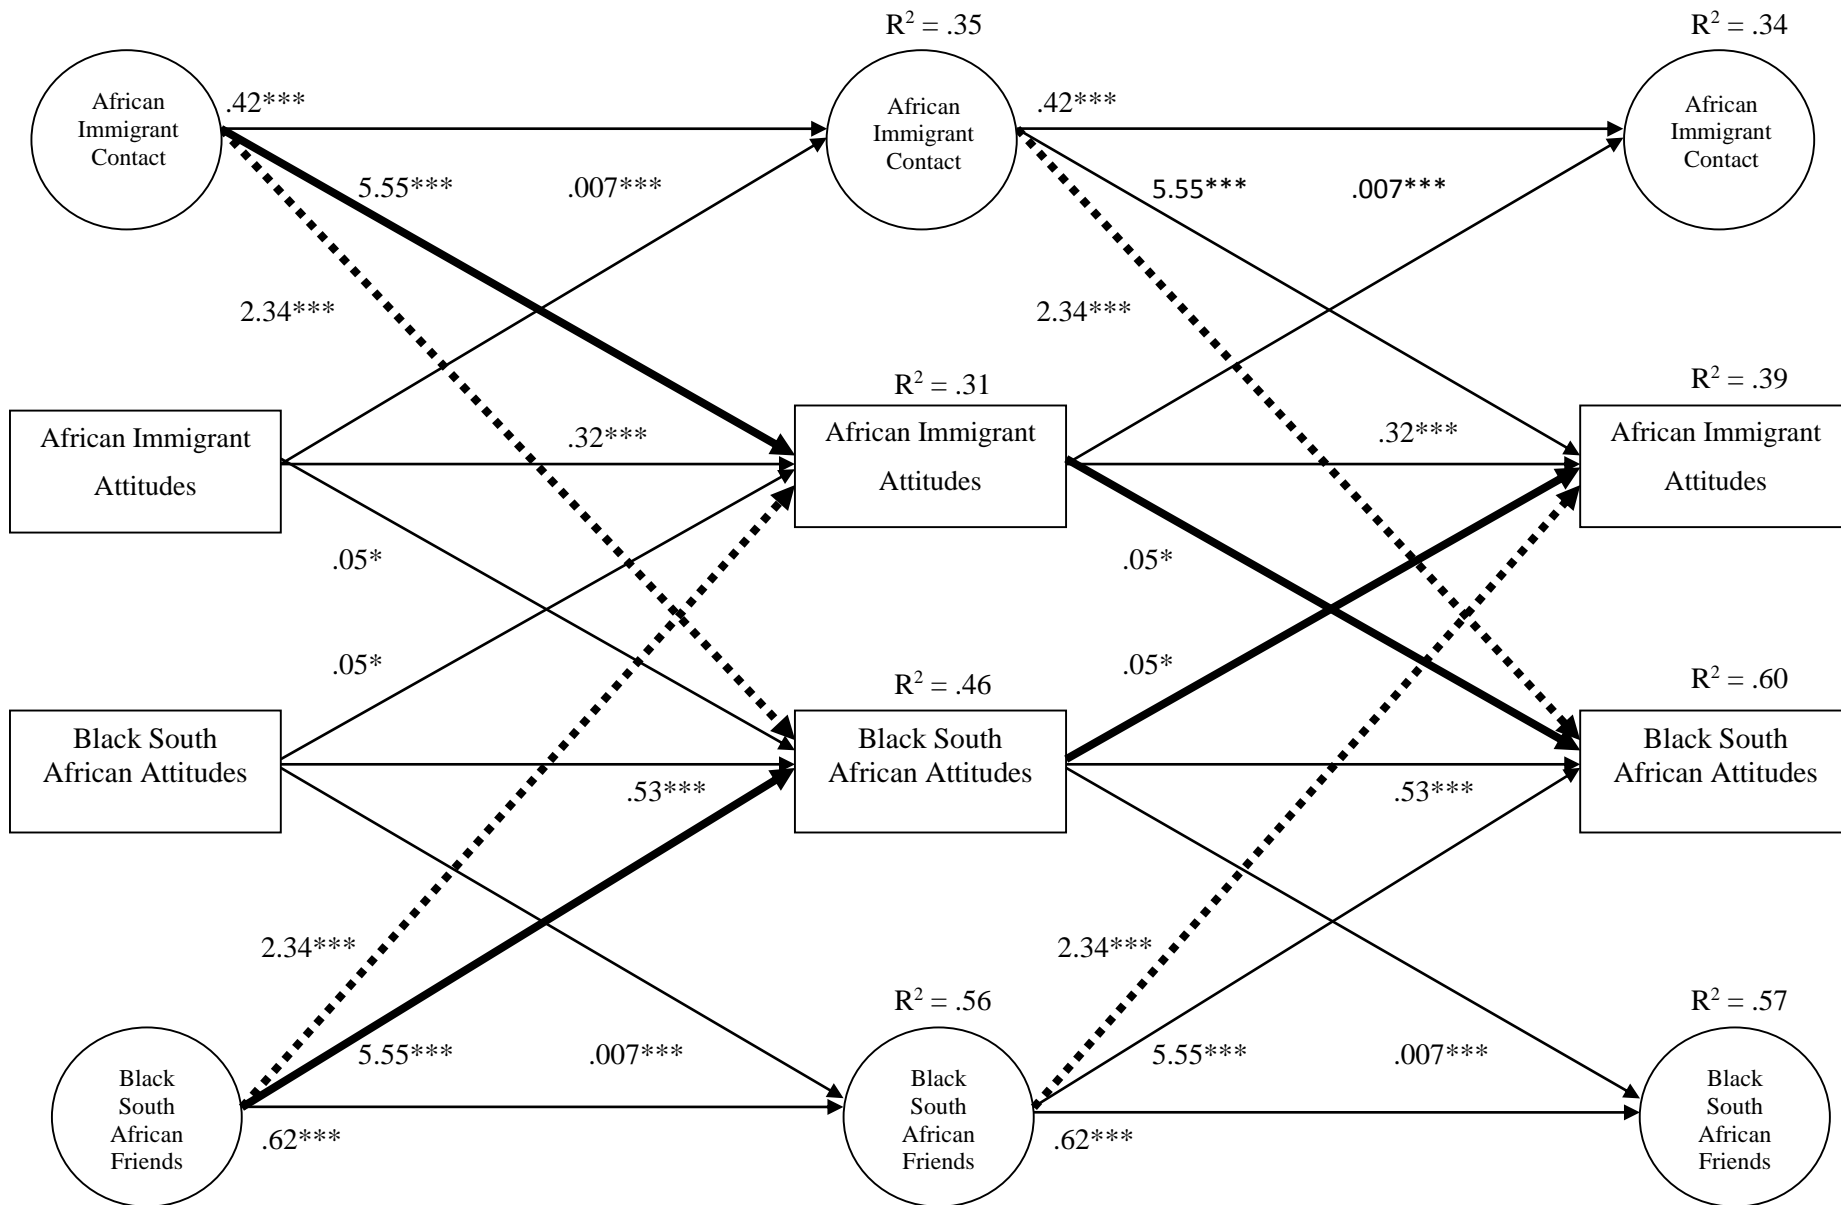 R² = .35
R² = .34
African
Immigrant
Contact
.42***
African
Immigrant
Contact
.42***
African
Immigrant
Contact
5.55***
.007***
5.55***
.007***
2.34***
2.34***
R² = .31
R² = .39
African Immigrant
Attitudes
.32***
African Immigrant
Attitudes
.32***
African Immigrant
Attitudes
.05*
.05*
.05*
.05*
R² = .46
R² = .60
Black South
African Attitudes
.53***
Black South
African Attitudes
.53***
Black South
African Attitudes
2.34***
2.34***
R² = .56
R² = .57
5.55***
.007***
5.55***
.007***
Black
South
African
Friends
.62***
Black
South
African
Friends
.62***
Black
South
African
Friends